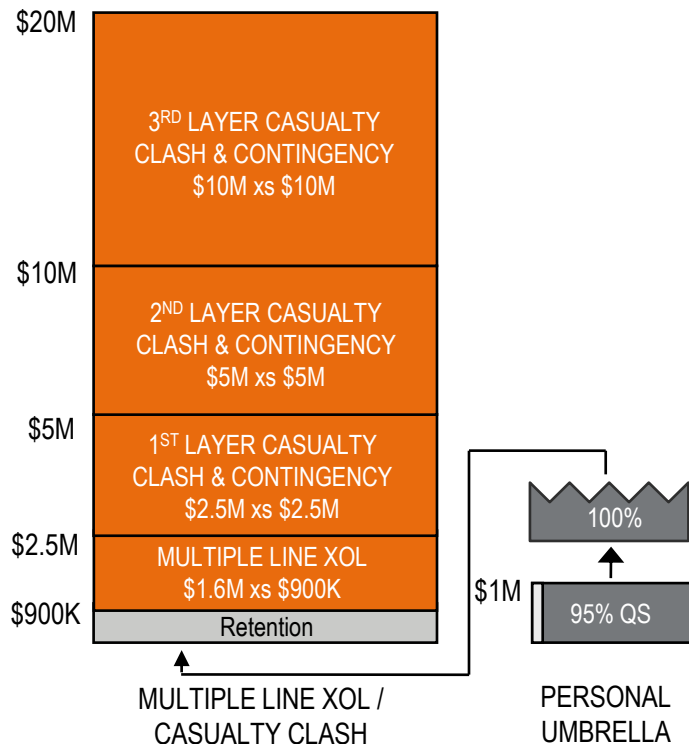 $20M
3RD LAYER CASUALTY
CLASH & CONTINGENCY
$10M xs $10M
$10M
2ND LAYER CASUALTY
CLASH & CONTINGENCY
$5M xs $5M
$5M
1ST LAYER CASUALTY
CLASH & CONTINGENCY
$2.5M xs $2.5M
$2.5M
MULTIPLE LINE XOL
$1.6M xs $900K
$900K
Retention
MULTIPLE LINE XOL /
CASUALTY CLASH
100%
$1M
95% QS
PERSONAL
UMBRELLA